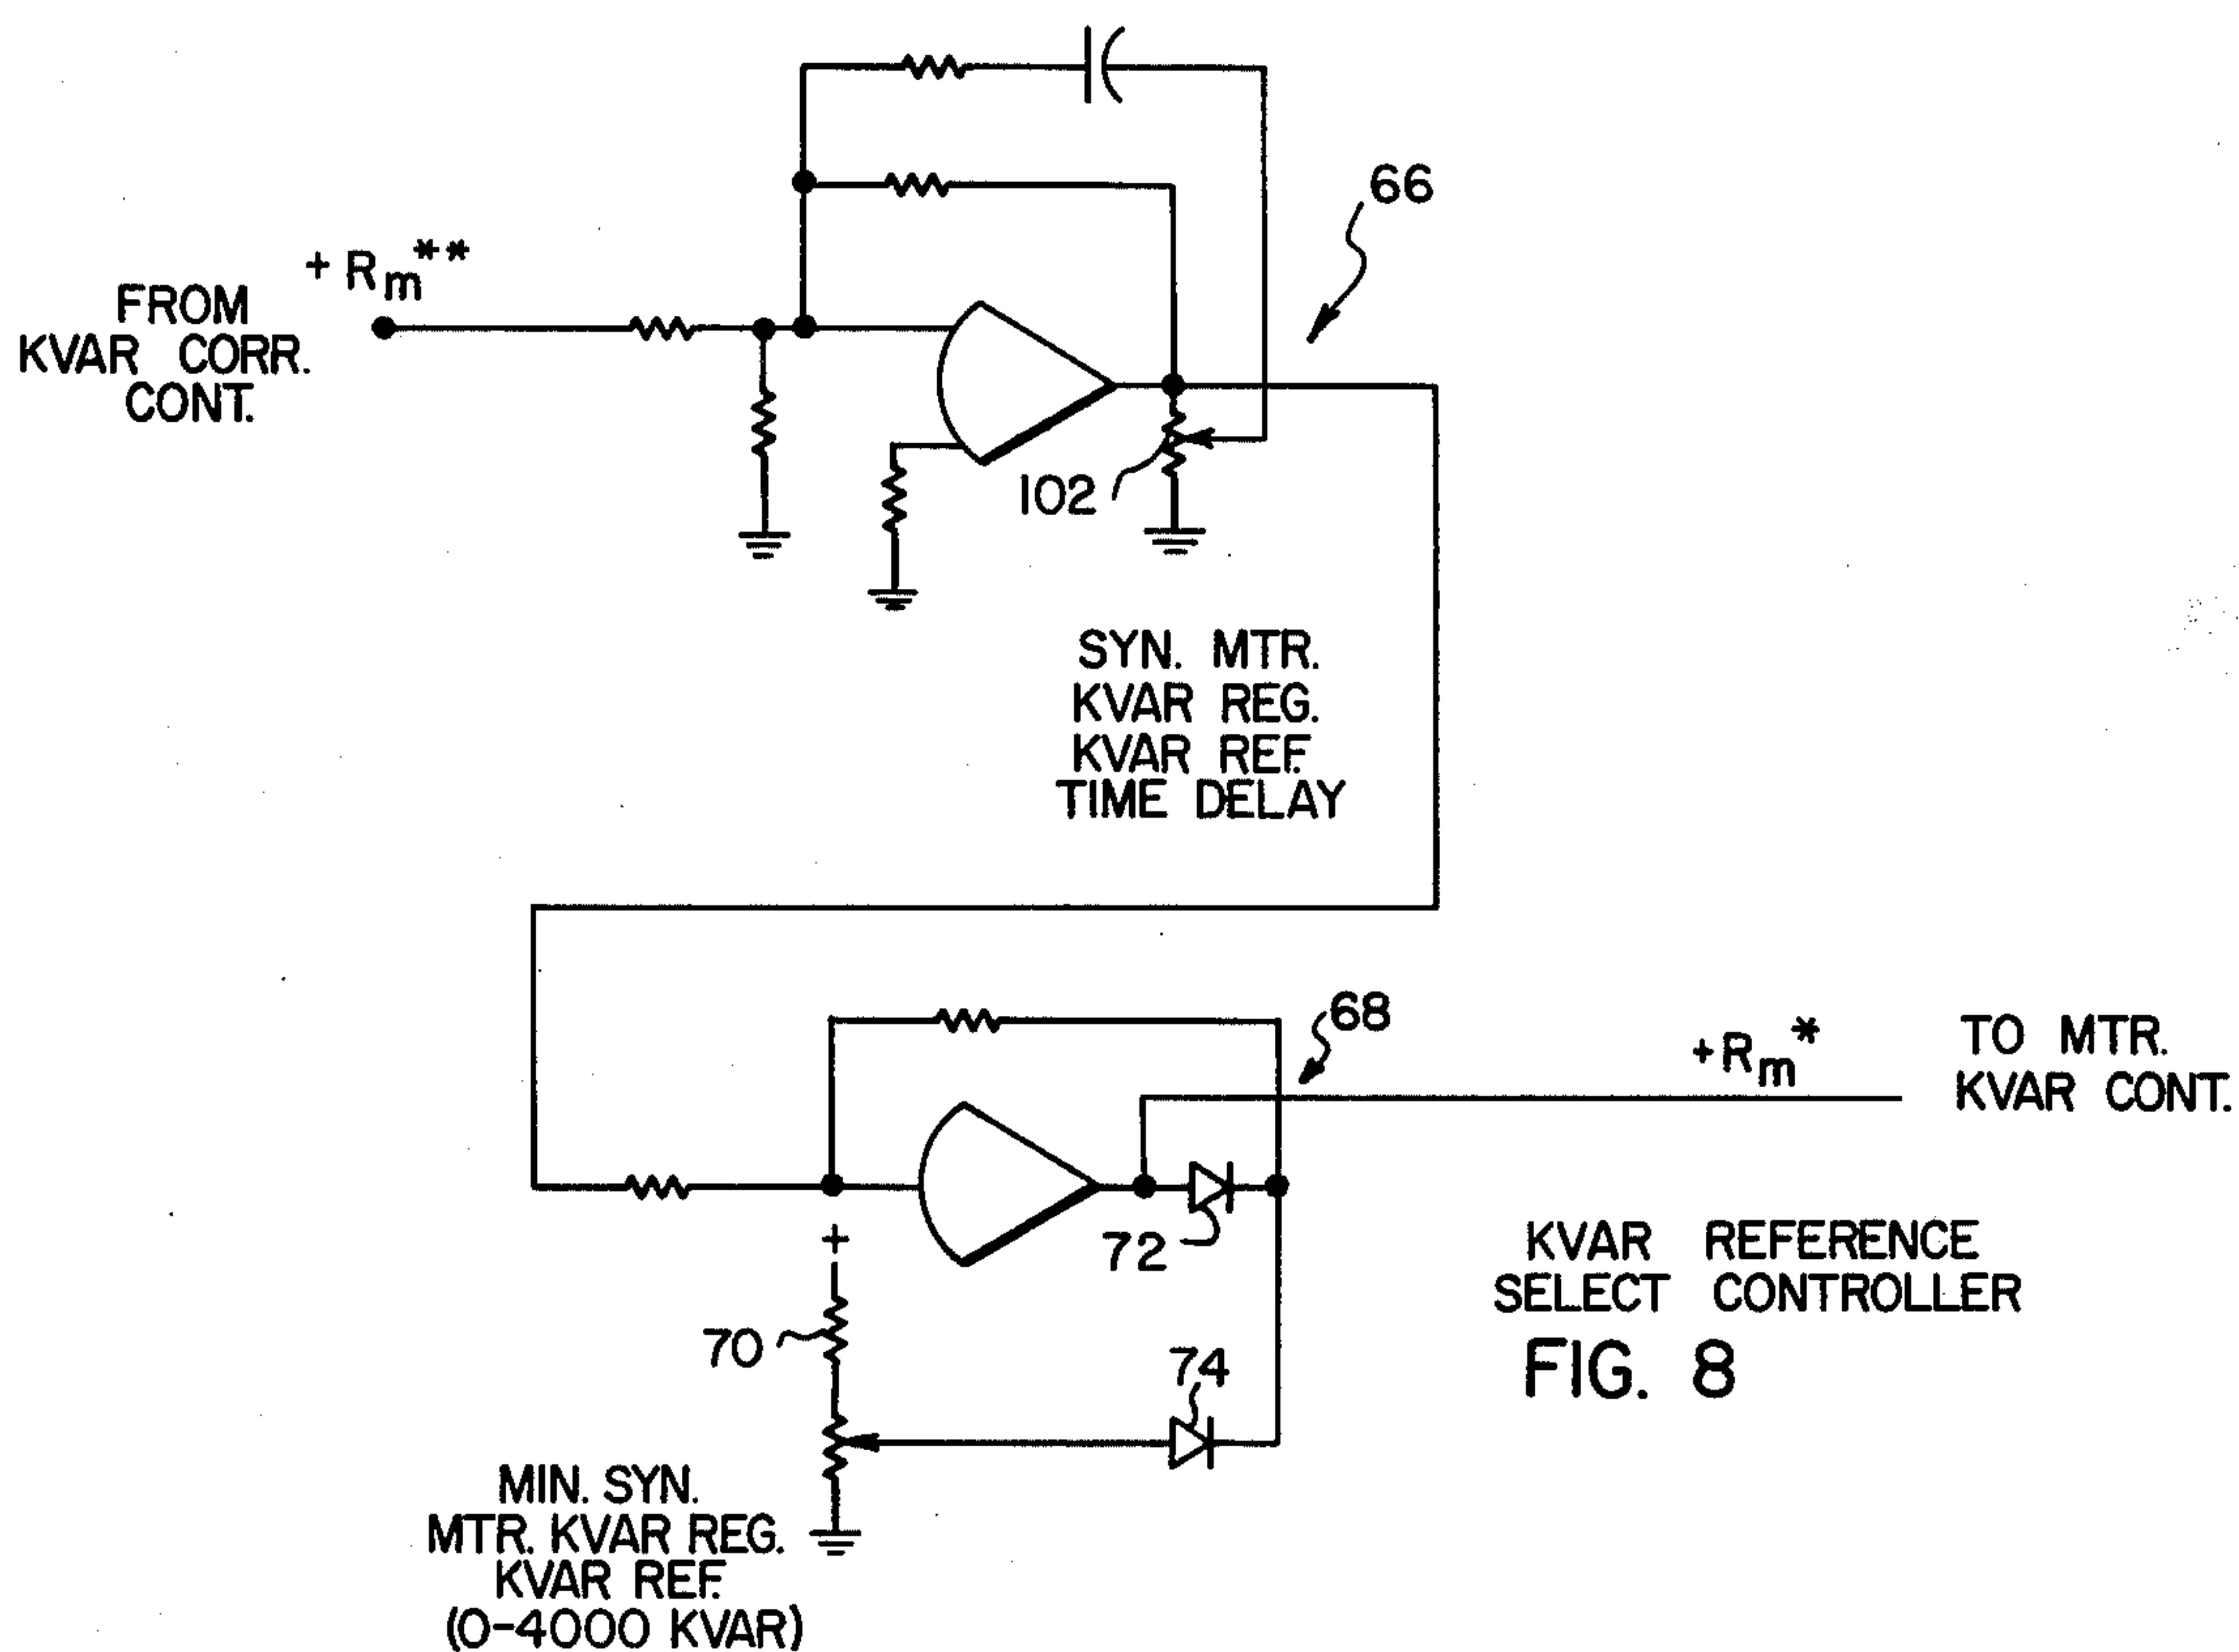 + Rm**
FROM
KVAR CORR.
CONT.
66
102
SYN. MTR.
KVAR REG.
KVAR REF.
TIME DELAY
68
+Rm*
TO MTR.
KVAR CONT.
72
70
74
KVAR REFERENCE
SELECT CONTROLLER
FIG. 8
+
MIN. SYN.
MTR. KVAR REG.
KVAR REF.
(0-4000 KVAR)